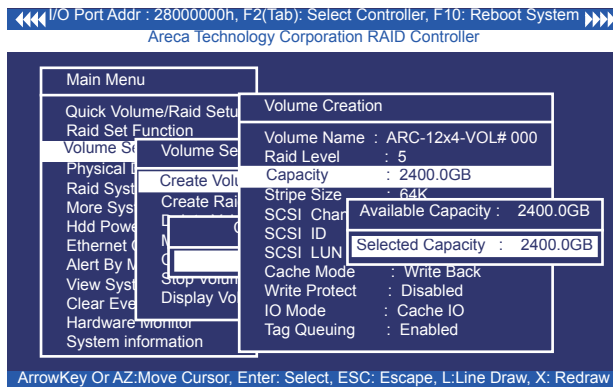 I/O Port Addr : 28000000h, F2(Tab): Select Controller, F10: Reboot System
Areca Technology Corporation RAID Controller
Main Menu
Quick Volume/Raid Setu
Raid Set Function
Volume Se
Physical
Raid Syst
More Sys
Hdd Powe
Ethernet
Alert By M
View Syst
Clear Eve
Hardware Monitor
System information
Volume Se
Create Volu
Create Rai
Stop Volum
Display Vo
Volume Creation
Volume Name : ARC-12x4-VOL# 000
Raid Level : 5
Capacity : 2400.0GB
Stripe Size : 64K
SCSI Chan
SCSI ID
SCSI LUN
Cache Mode : Write Back
Write Protect : Disabled
IO Mode : Cache IO
Tag Queuing : Enabled
Available Capacity : 2400.0GB
Selected Capacity : 2400.0GB
ArrowKey Or AZ:Move Cursor, Enter: Select, ESC: Escape, L:Line Draw, X: Redraw